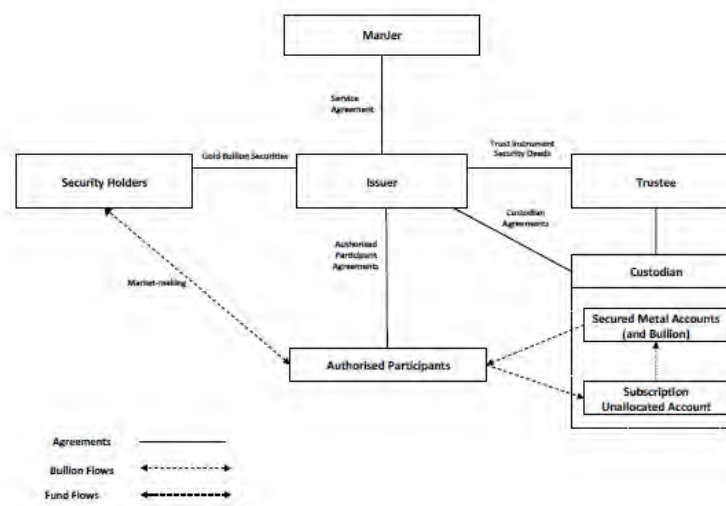 ManJer
Service
Agreement
Gold Bullion Securities
Trust Instrument
Security Deeds
Security Holders
Issuer
Trustee
Custodian
Agreements
Authorised
Participant
Agreements
Custodian
Market-making
Secured Metal Accounts
(and Bullion)
Authorised Participants
Subscription
Unallocated Account
Agreements
Bullion Flows
Fund Flows